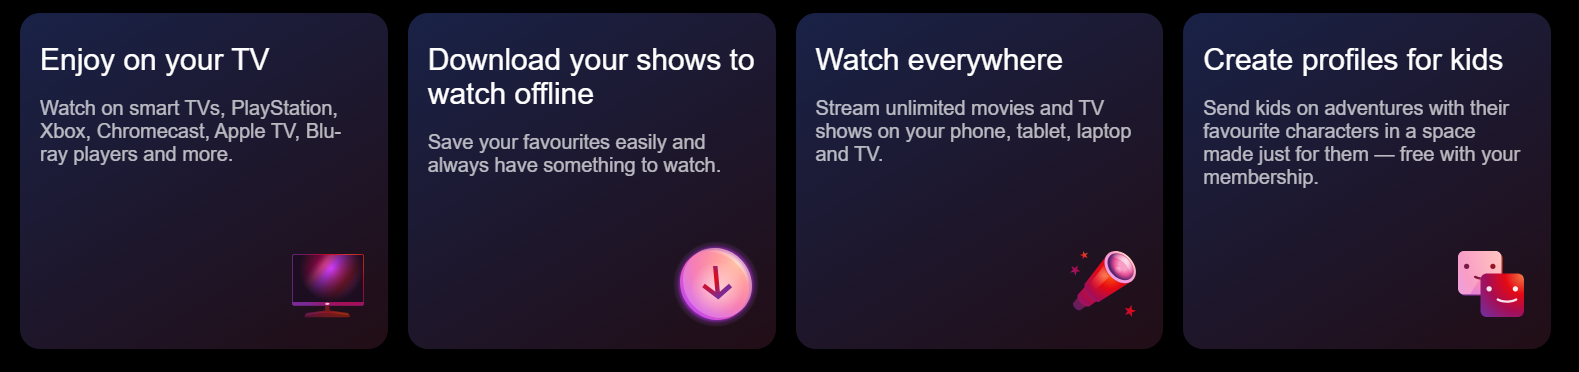 Enjoy on your TV
Watch on smart TVs, PlayStation,
Xbox, Chromecast, Apple TV, Blu-
ray players and more.
Download your shows to
watch offline
Save your favourites easily and
always have something to watch.
Watch everywhere
Stream unlimited movies and TV
shows on your phone, tablet, laptop
and TV.
Create profiles for kids
Send kids on adventures with their
favourite characters in a space
made just for them — free with your
membership.